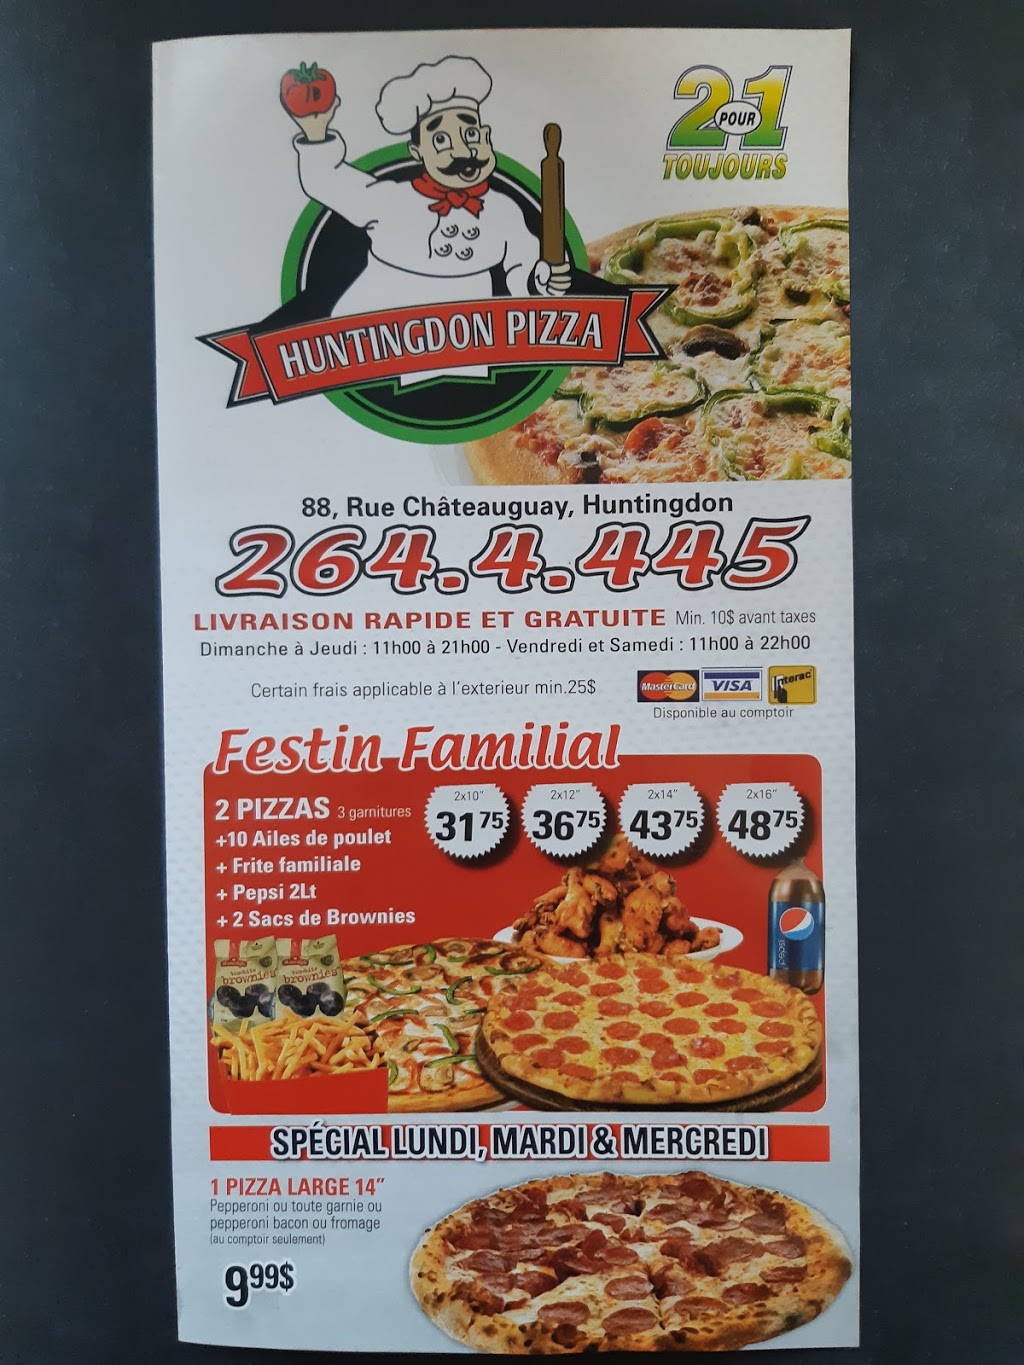 2 POUR 1
TOUJOURS
HUNTINGDON PIZZA
88, Rue Châteauguay, Huntingdon
264.4.445
LIVRAISON RAPIDE ET GRATUITE Min. 10$ avant taxes
Dimanche à Jeudi : 11h00 à 21h00 - Vendredi et Samedi : 11h00 à 22h00
Certain frais applicable à l'exterieur min.25$
MasterCard VISA Interac
Disponible au comptoir
Festin Familial
2 PIZZAS 3 garnitures
+10 Ailes de poulet
+ Frite familiale
+ Pepsi 2Lt
+ 2 Sacs de Brownies
2x10" 2x12" 2x14" 2x16"
31 75 36 75 43 75 48 75
pepsi
brownies brownies
SPÉCIAL LUNDI, MARDI & MERCREDI
1 PIZZA LARGE 14"
Pepperoni ou toute garnie ou
pepperoni bacon ou fromage
(au comptoir seulement)
9 99$